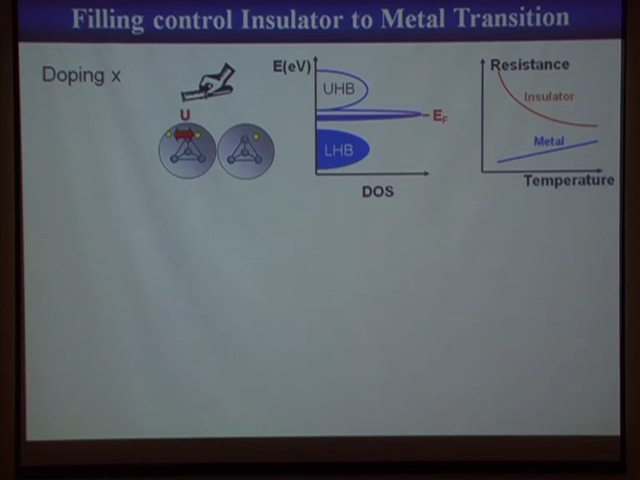 Filling control Insulator to Metal Transition
Doping x
U
E(eV)
UHB
E_F
LHB
DOS
Resistance
Insulator
Metal
Temperature